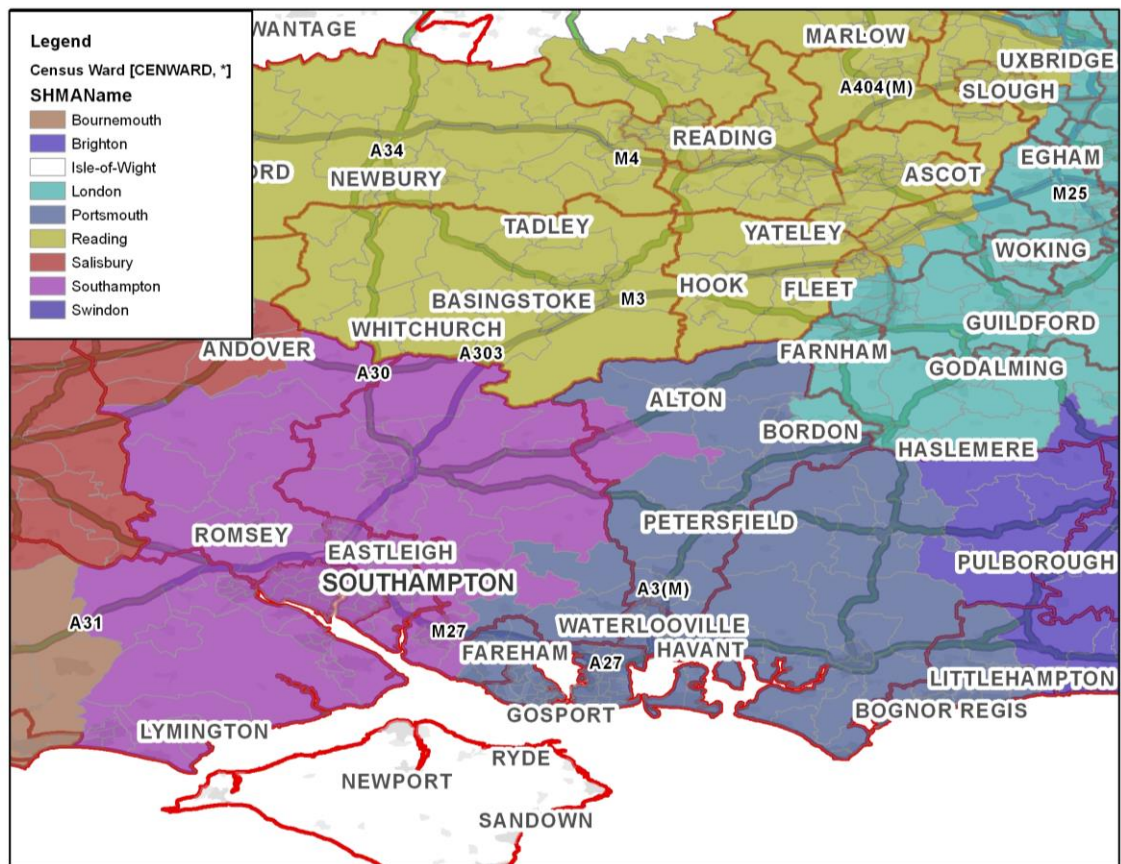 Legend
Census Ward [CENWARD, *]
SHMAName
Bournemouth
Brighton
Isle-of-Wight
London
Portsmouth
Reading
Salisbury
Southampton
Swindon
WANTAGE
MARLOW
UXBRIDGE
A404(M)
SLOUGH
READING
A34
M4
EGHAM
ORD
NEWBURY
ASCOT
M25
TADLEY
YATELEY
WOKING
BASINGSTOKE
M3
HOOK
FLEET
WHITCHURCH
GUILDFORD
ANDOVER
A303
FARNHAM
A30
GODALMING
ALTON
BORDON
HASLEMERE
PETERSFIELD
ROMSEY
EASTLEIGH
PULBOROUGH
SOUTHAMPTON
A3(M)
A31
M27
WATERLOOVILLE
FAREHAM
A27
HAVANT
LITTLEHAMPTON
GOSPORT
BOGNOR REGIS
LYMINGTON
RYDE
NEWPORT
SANDOWN